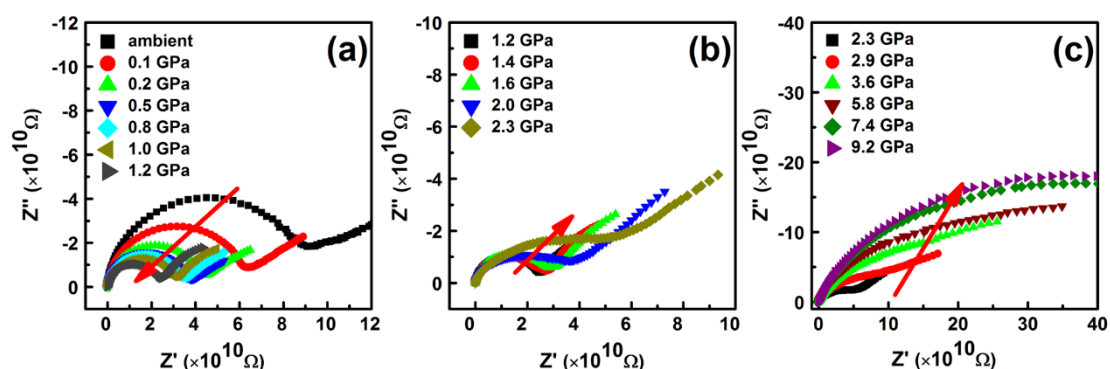 (a)
ambient
0.1 GPa
0.2 GPa
0.5 GPa
0.8 GPa
1.0 GPa
1.2 GPa
-12
-10
-8
-6
-4
-2
0
Z'' (×10¹⁰Ω)
0 2 4 6 8 10 12
Z' (×10¹⁰Ω)
(b)
1.2 GPa
1.4 GPa
1.6 GPa
2.0 GPa
2.3 GPa
-10
-8
-6
-4
-2
0
Z'' (×10¹⁰Ω)
0 2 4 6 8 10
Z' (×10¹⁰Ω)
(c)
2.3 GPa
2.9 GPa
3.6 GPa
5.8 GPa
7.4 GPa
9.2 GPa
-40
-30
-20
-10
0
Z'' (×10¹⁰Ω)
0 10 20 30 40
Z' (×10¹⁰Ω)